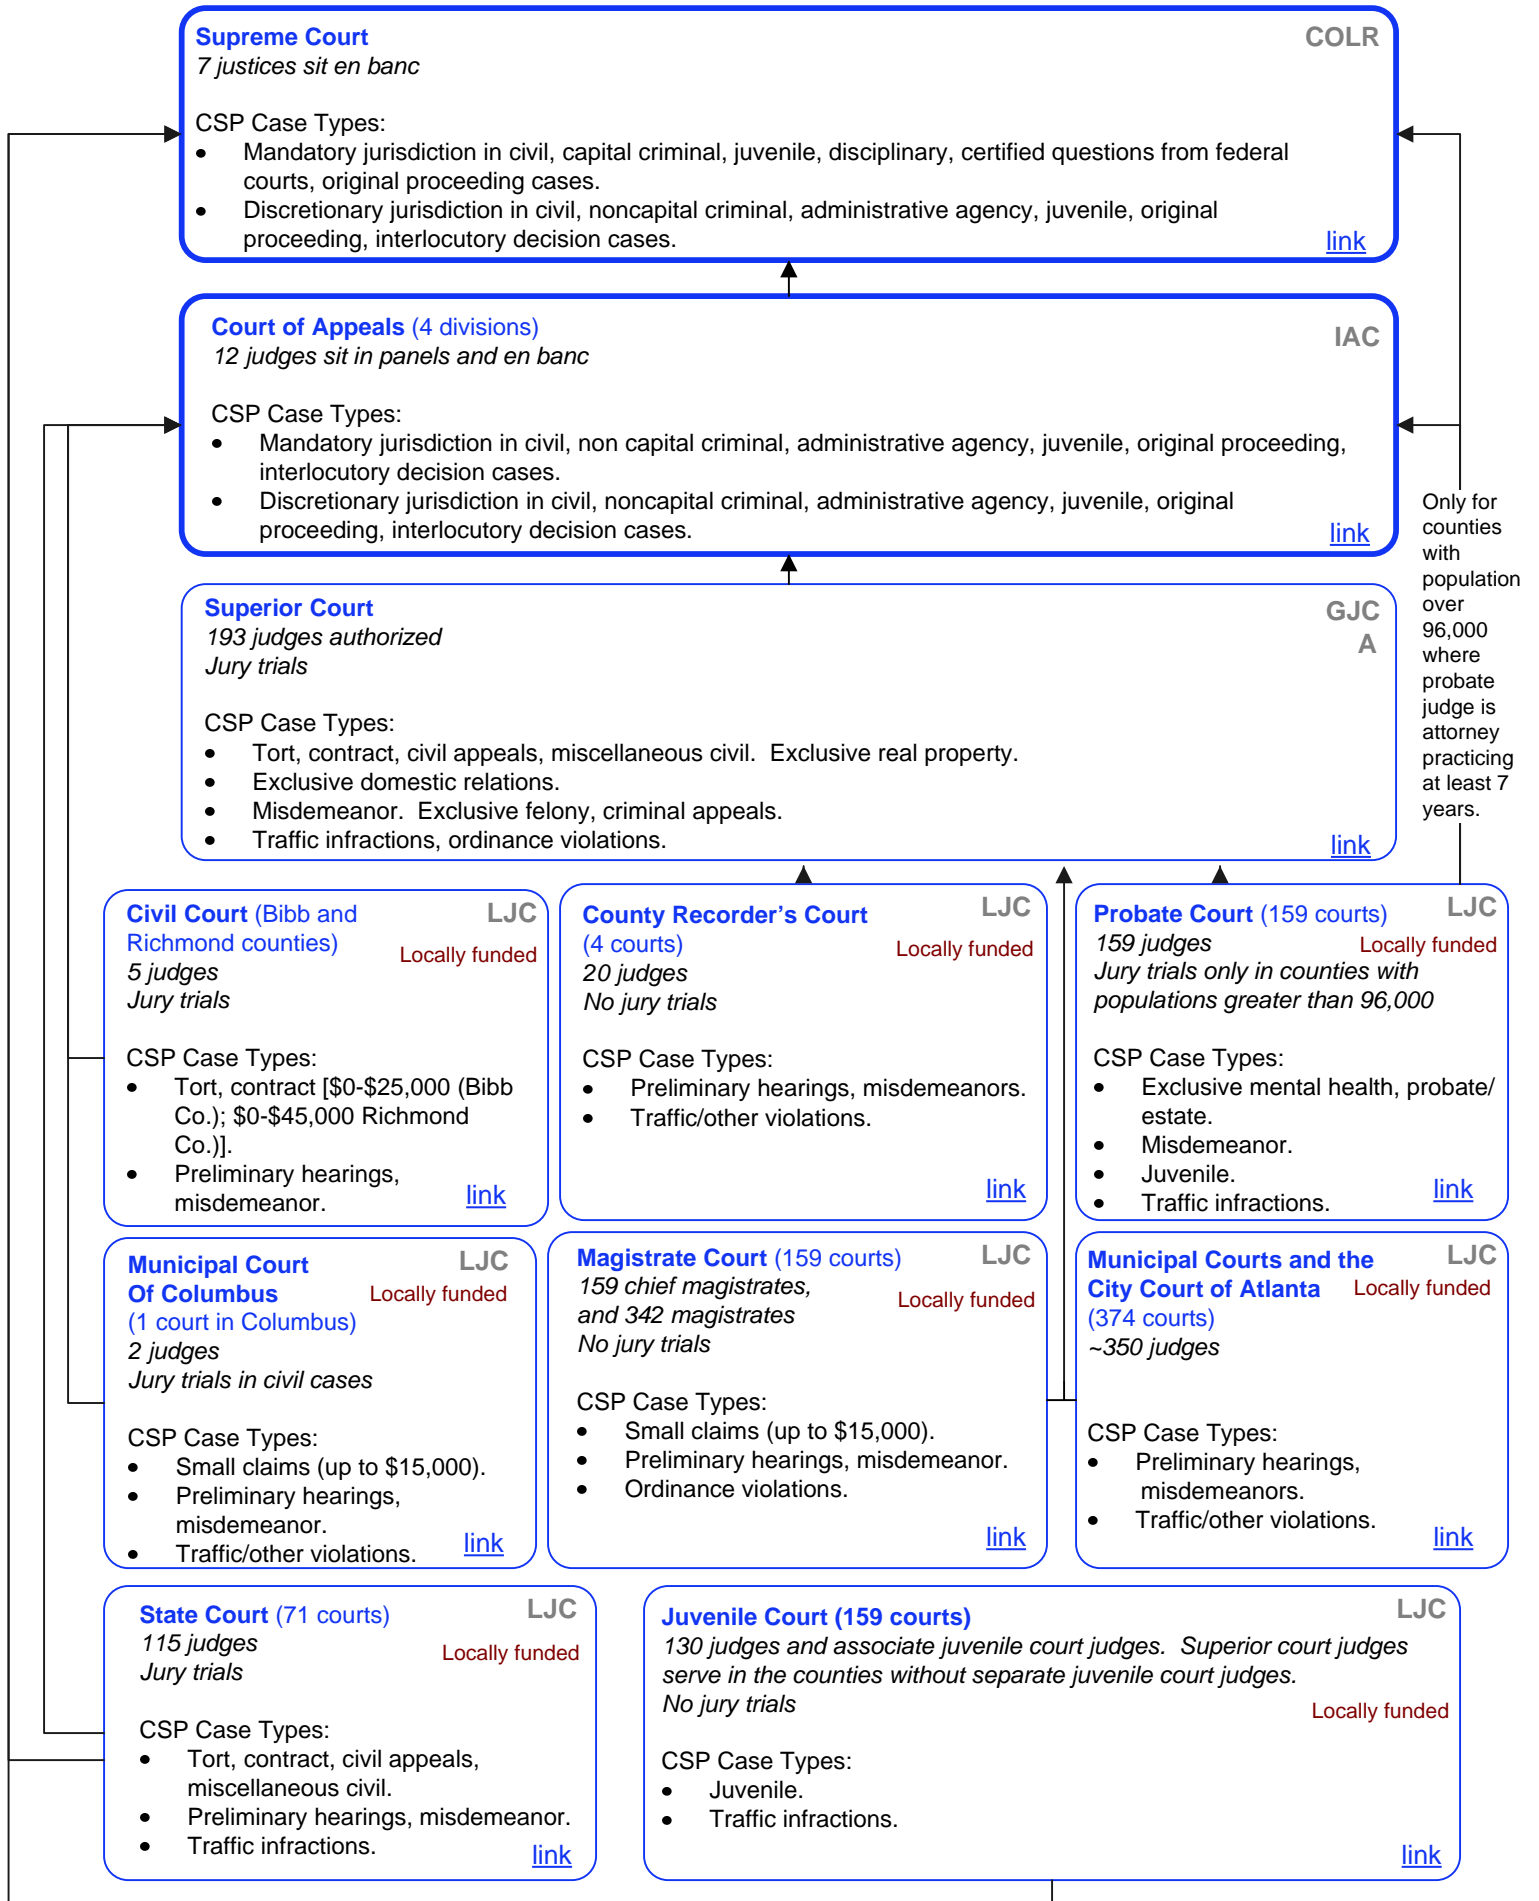 Supreme Court
COLR
7 justices sit en banc
CSP Case Types:
• Mandatory jurisdiction in civil, capital criminal, juvenile, disciplinary, certified questions from federal
courts, original proceeding cases.
• Discretionary jurisdiction in civil, noncapital criminal, administrative agency, juvenile, original
proceeding, interlocutory decision cases.
link
Court of Appeals (4 divisions)
IAC
12 judges sit in panels and en banc
CSP Case Types:
• Mandatory jurisdiction in civil, non capital criminal, administrative agency, juvenile, original proceeding,
interlocutory decision cases.
• Discretionary jurisdiction in civil, noncapital criminal, administrative agency, juvenile, original
proceeding, interlocutory decision cases.
link
Only for
counties
with
population
over
96,000
where
probate
judge is
attorney
practicing
at least 7
years.
Superior Court
GJC
A
193 judges authorized
Jury trials
CSP Case Types:
• Tort, contract, civil appeals, miscellaneous civil.  Exclusive real property.
• Exclusive domestic relations.
• Misdemeanor.  Exclusive felony, criminal appeals.
• Traffic infractions, ordinance violations.
link
Civil Court (Bibb and
Richmond counties)
LJC
Locally funded
5 judges
Jury trials
CSP Case Types:
• Tort, contract [$0-$25,000 (Bibb
Co.); $0-$45,000 Richmond
Co.)].
• Preliminary hearings,
misdemeanor.
link
County Recorder's Court
LJC
(4 courts)
Locally funded
20 judges
No jury trials
CSP Case Types:
• Preliminary hearings, misdemeanors.
• Traffic/other violations.
link
Probate Court (159 courts)
LJC
159 judges
Locally funded
Jury trials only in counties with
populations greater than 96,000
CSP Case Types:
• Exclusive mental health, probate/
estate.
• Misdemeanor.
• Juvenile.
• Traffic infractions.
link
Municipal Court
Of Columbus
LJC
Locally funded
(1 court in Columbus)
2 judges
Jury trials in civil cases
CSP Case Types:
• Small claims (up to $15,000).
• Preliminary hearings,
misdemeanor.
• Traffic/other violations.
link
Magistrate Court (159 courts)
LJC
159 chief magistrates,
and 342 magistrates
Locally funded
No jury trials
CSP Case Types:
• Small claims (up to $15,000).
• Preliminary hearings, misdemeanor.
• Ordinance violations.
link
Municipal Courts and the
City Court of Atlanta
LJC
Locally funded
(374 courts)
~350 judges
CSP Case Types:
• Preliminary hearings,
misdemeanors.
• Traffic/other violations.
link
State Court (71 courts)
LJC
115 judges
Locally funded
Jury trials
CSP Case Types:
• Tort, contract, civil appeals,
miscellaneous civil.
• Preliminary hearings, misdemeanor.
• Traffic infractions.
link
Juvenile Court (159 courts)
LJC
130 judges and associate juvenile court judges.  Superior court judges
serve in the counties without separate juvenile court judges.
No jury trials
Locally funded
CSP Case Types:
• Juvenile.
• Traffic infractions.
link